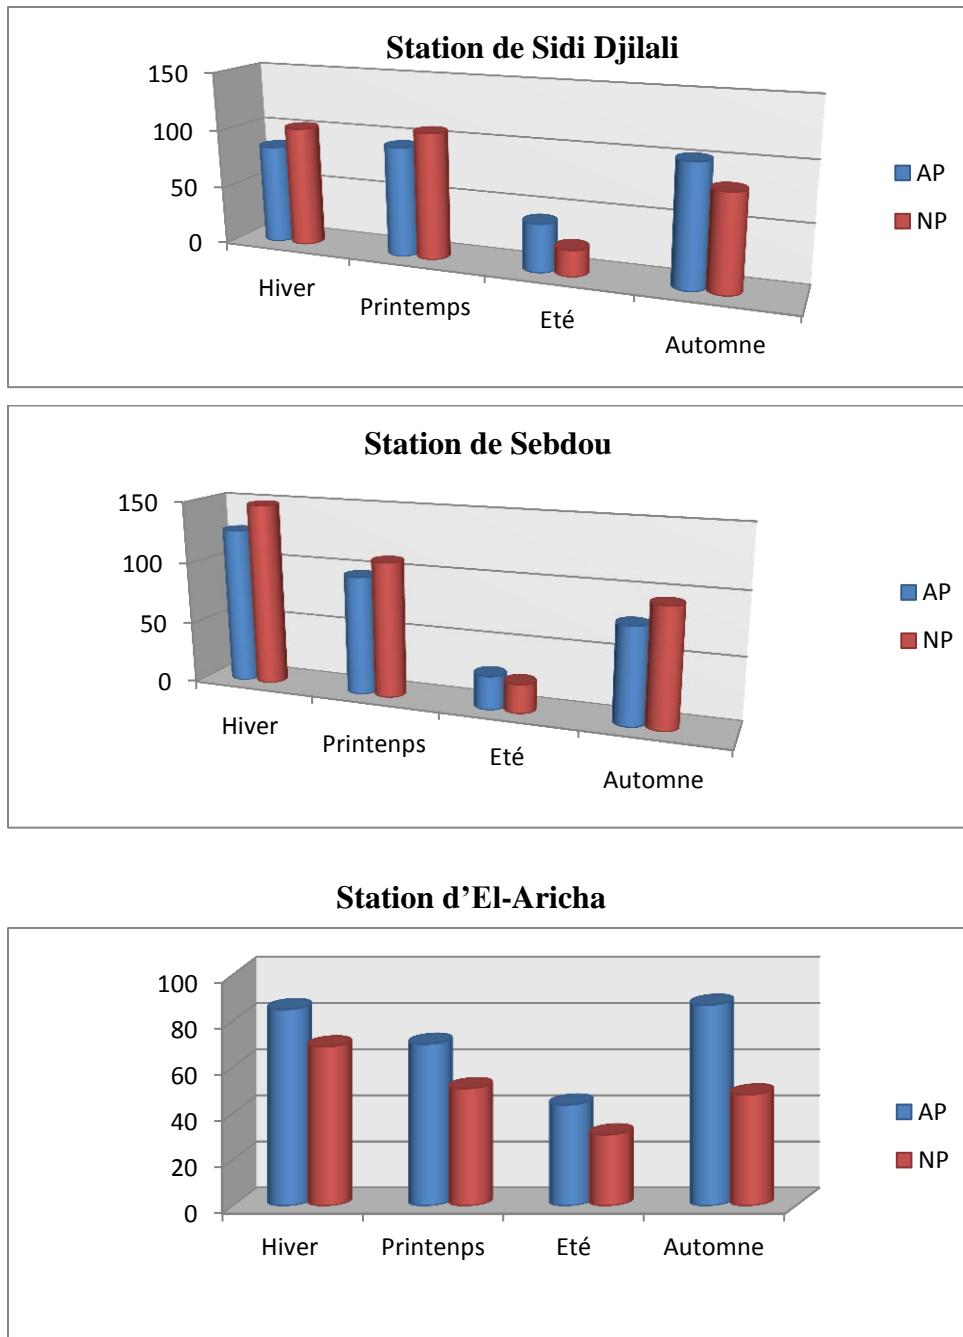 Station de Sidi Djilali
150
100
50
0
Hiver
Printemps
Eté
Automne
AP
NP
Station de Sebdou
150
100
50
0
Hiver
Printenps
Eté
Automne
AP
NP
Station d’El-Aricha
100
80
60
40
20
0
Hiver
Printenps
Eté
Automne
AP
NP